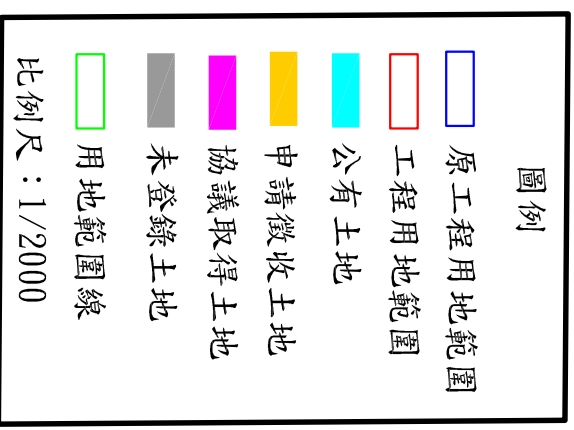 圖例
原工程用地範圍
工程用地範圍
公有土地
申請徵收土地
協議取得土地
未登錄土地
用地範圍線
比例尺：1/2000